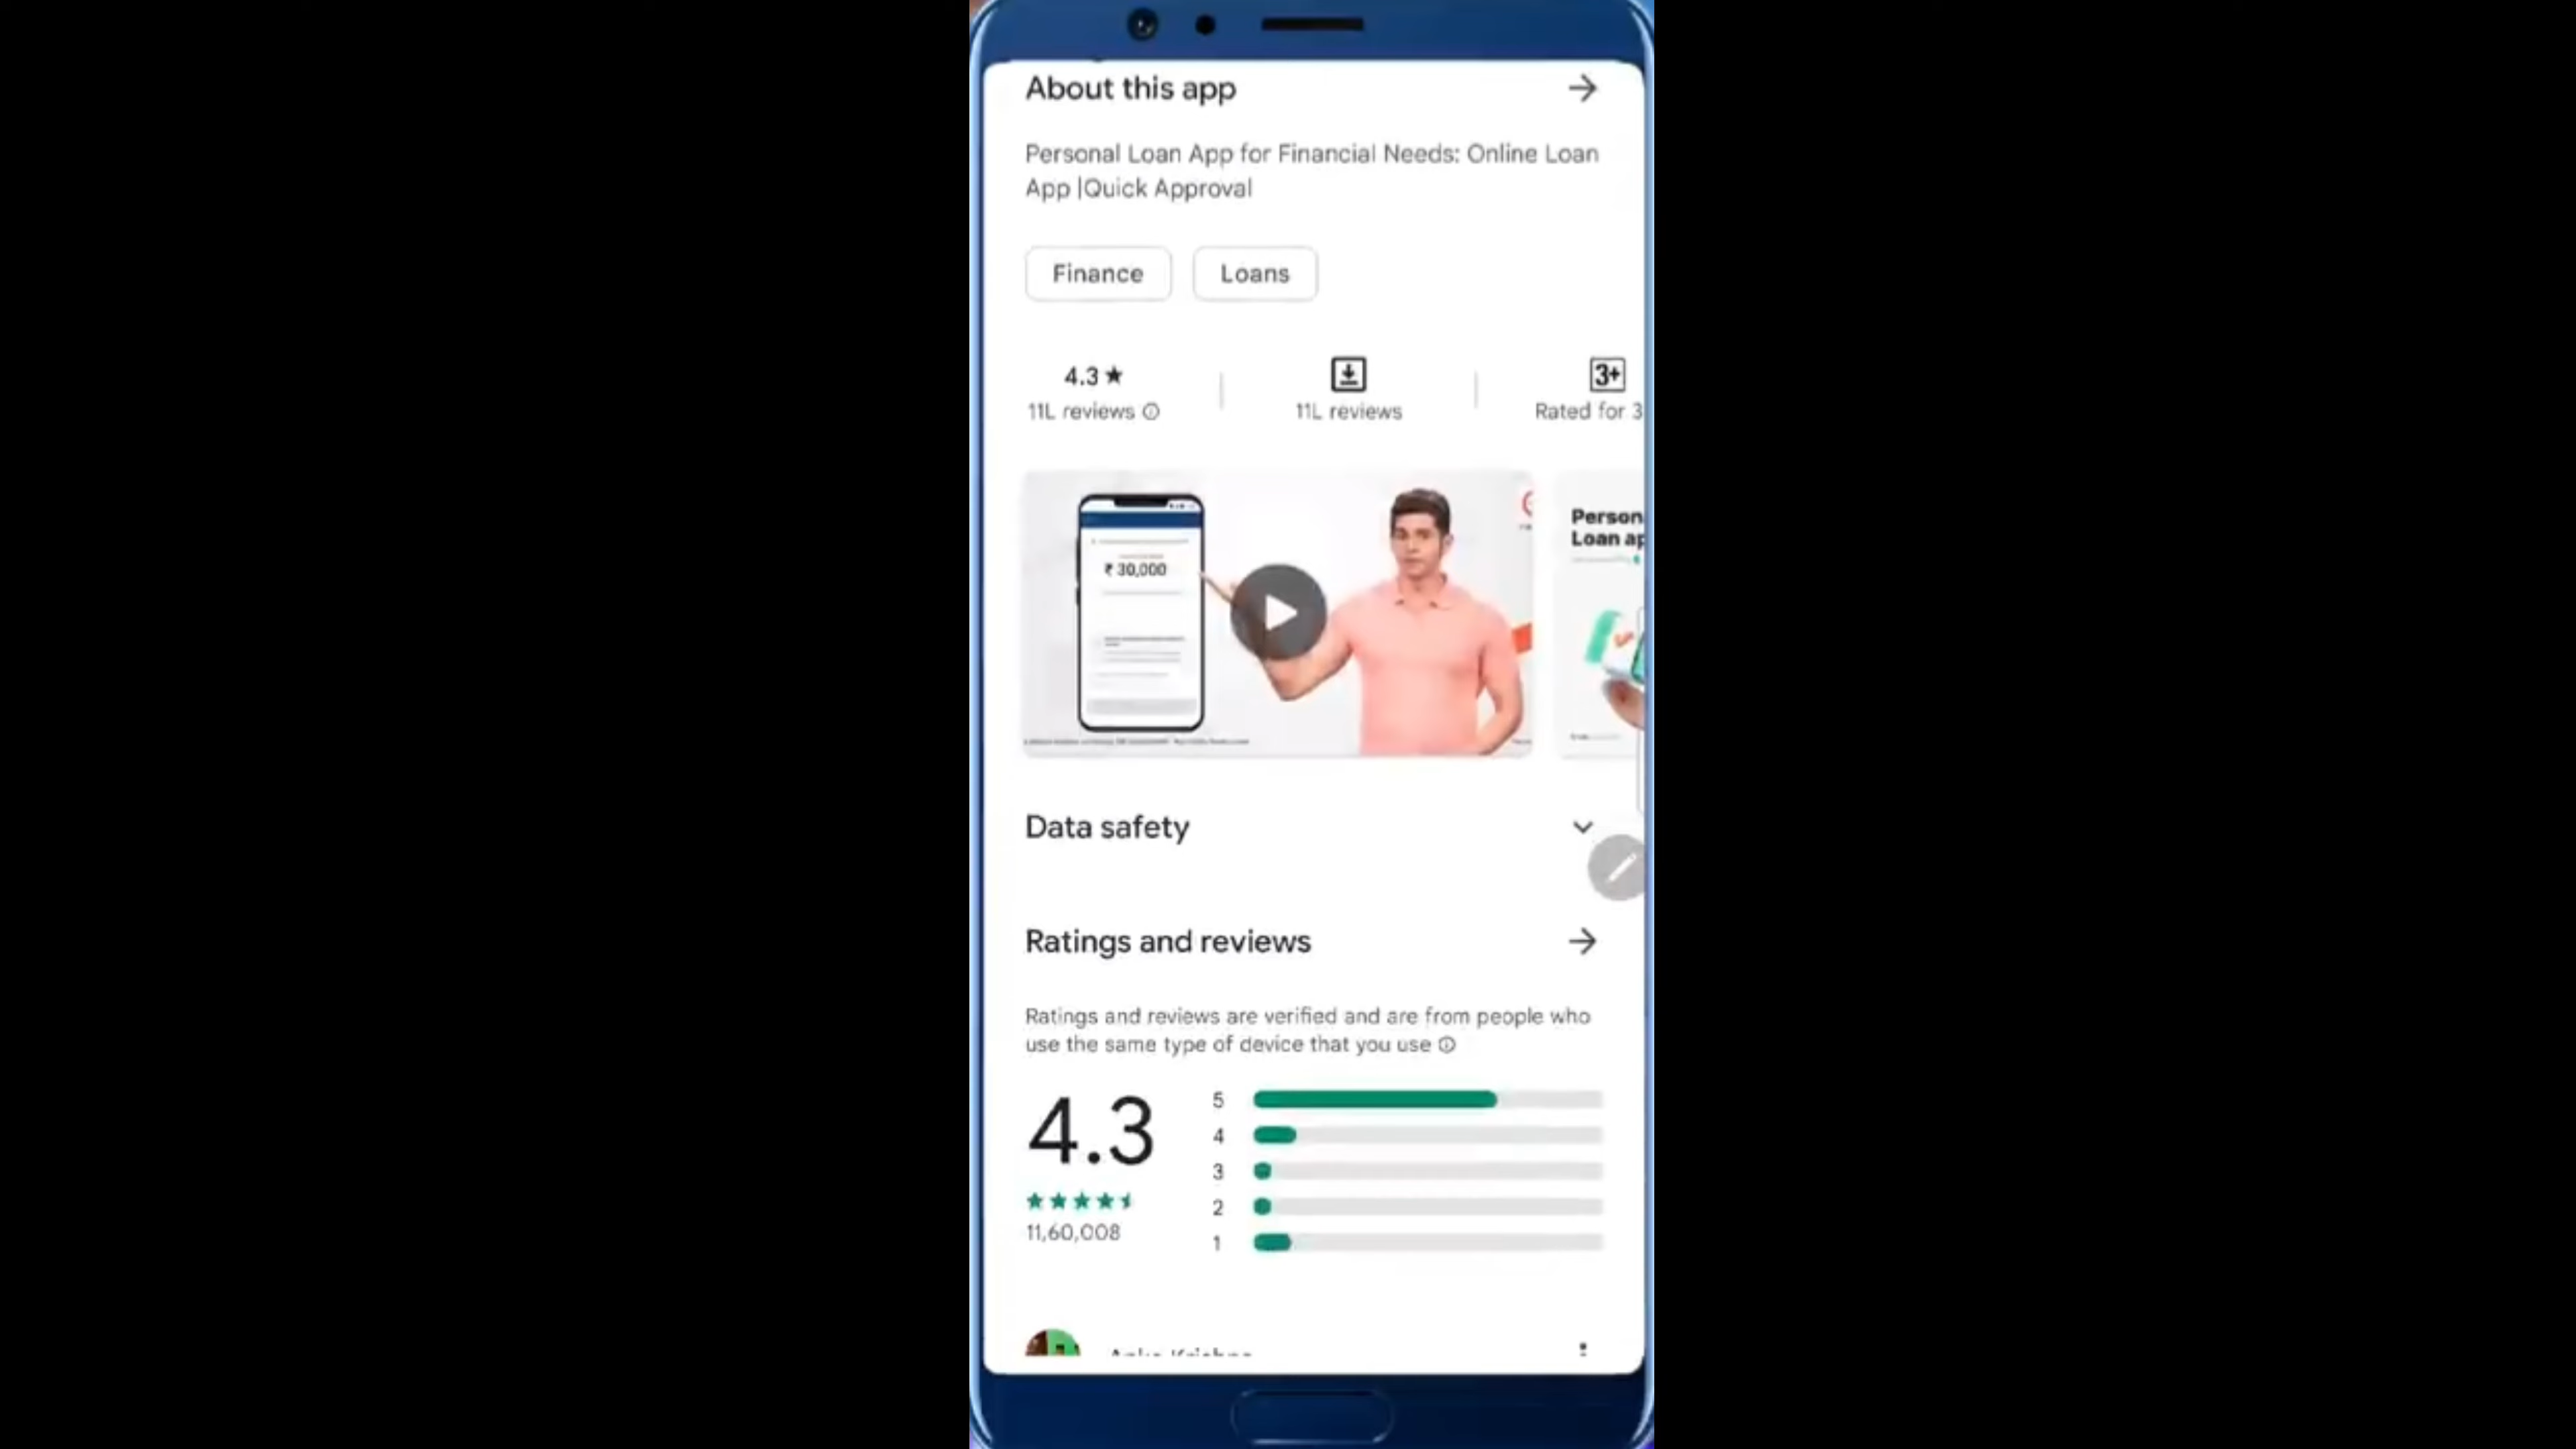 About this app
Personal Loan App for Financial Needs: Online Loan
App |Quick Approval
Finance
Loans
4.3★
11L reviews
11L reviews
3+
Rated for 3
₹ 30,000
Person
Loan ap
Data safety
Ratings and reviews
Ratings and reviews are verified and are from people who
use the same type of device that you use
4.3
11,60,008
5
4
3
2
1